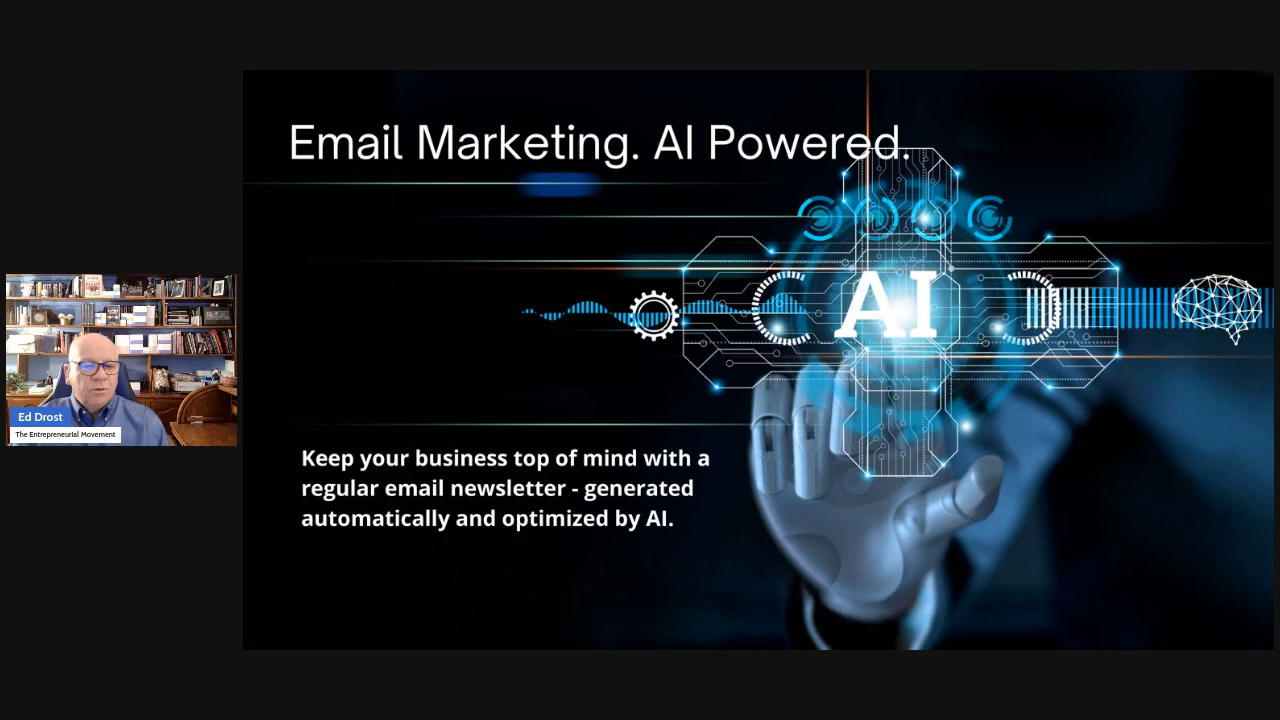 Email Marketing. AI Powered.
AI
Ed Drost
The Entrepreneurial Movement
Keep your business top of mind with a
regular email newsletter - generated
automatically and optimized by AI.